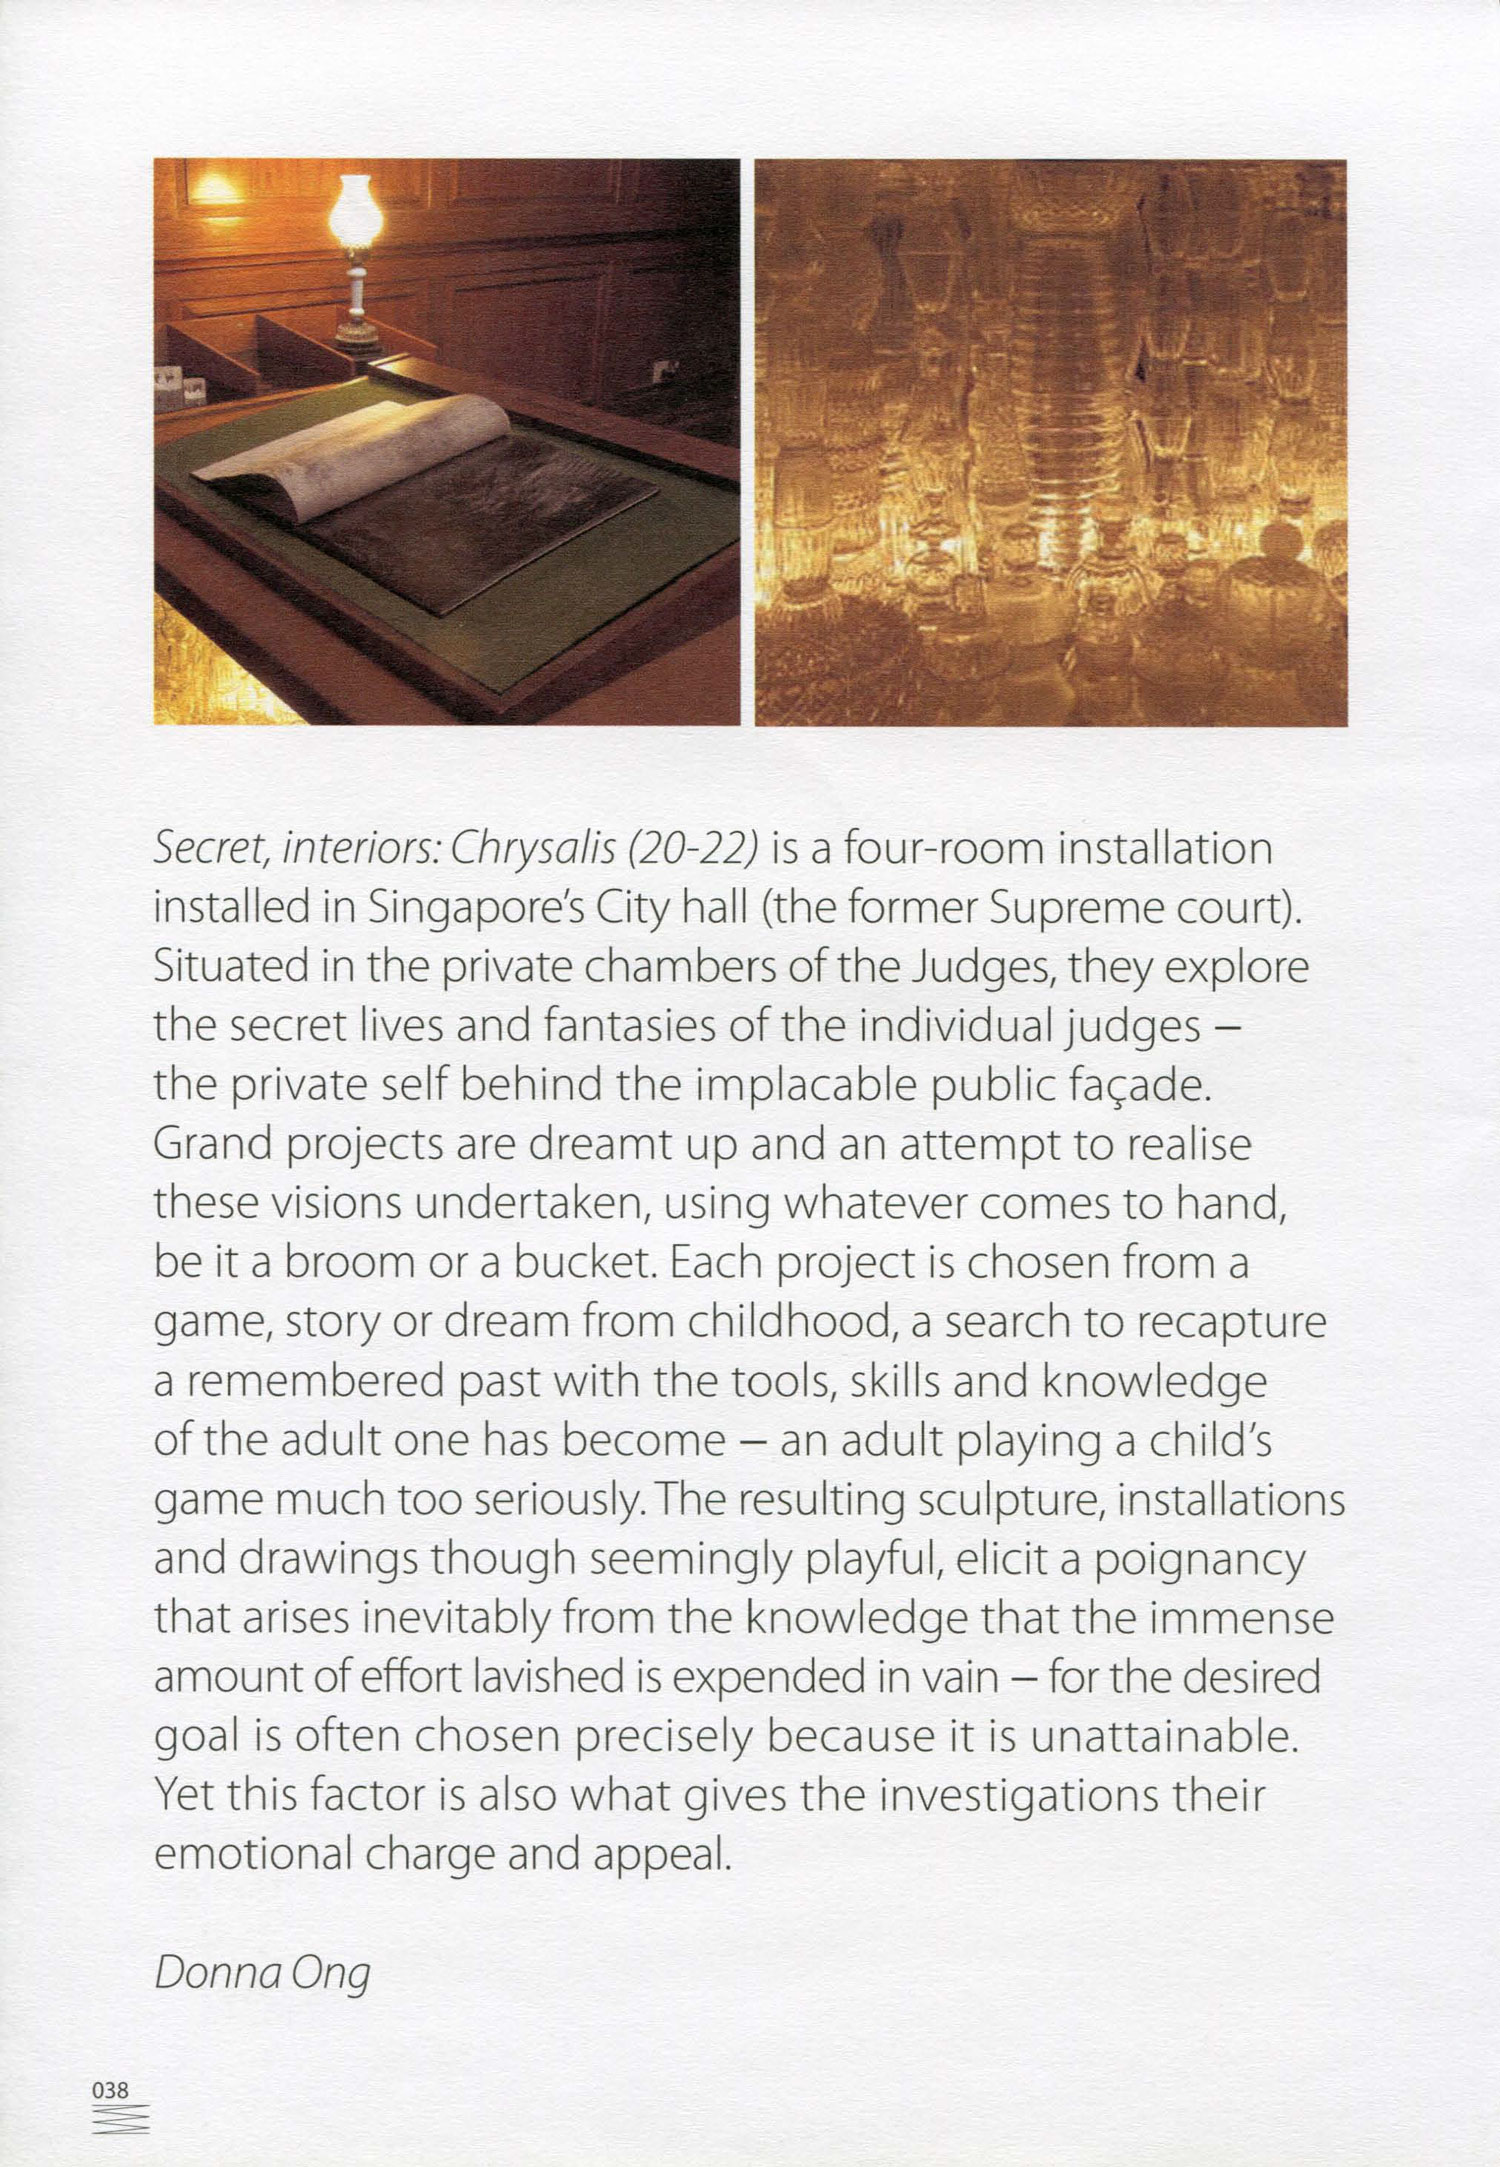 Secret, interiors: Chrysalis (20-22) is a four-room installation
installed in Singapore's City hall (the former Supreme court).
Situated in the private chambers of the Judges, they explore
the secret lives and fantasies of the individual judges –
the private self behind the implacable public façade.
Grand projects are dreamt up and an attempt to realise
these visions undertaken, using whatever comes to hand,
be it a broom or a bucket. Each project is chosen from a
game, story or dream from childhood, a search to recapture
a remembered past with the tools, skills and knowledge
of the adult one has become – an adult playing a child's
game much too seriously. The resulting sculpture, installations
and drawings though seemingly playful, elicit a poignancy
that arises inevitably from the knowledge that the immense
amount of effort lavished is expended in vain – for the desired
goal is often chosen precisely because it is unattainable.
Yet this factor is also what gives the investigations their
emotional charge and appeal.
Donna Ong
038